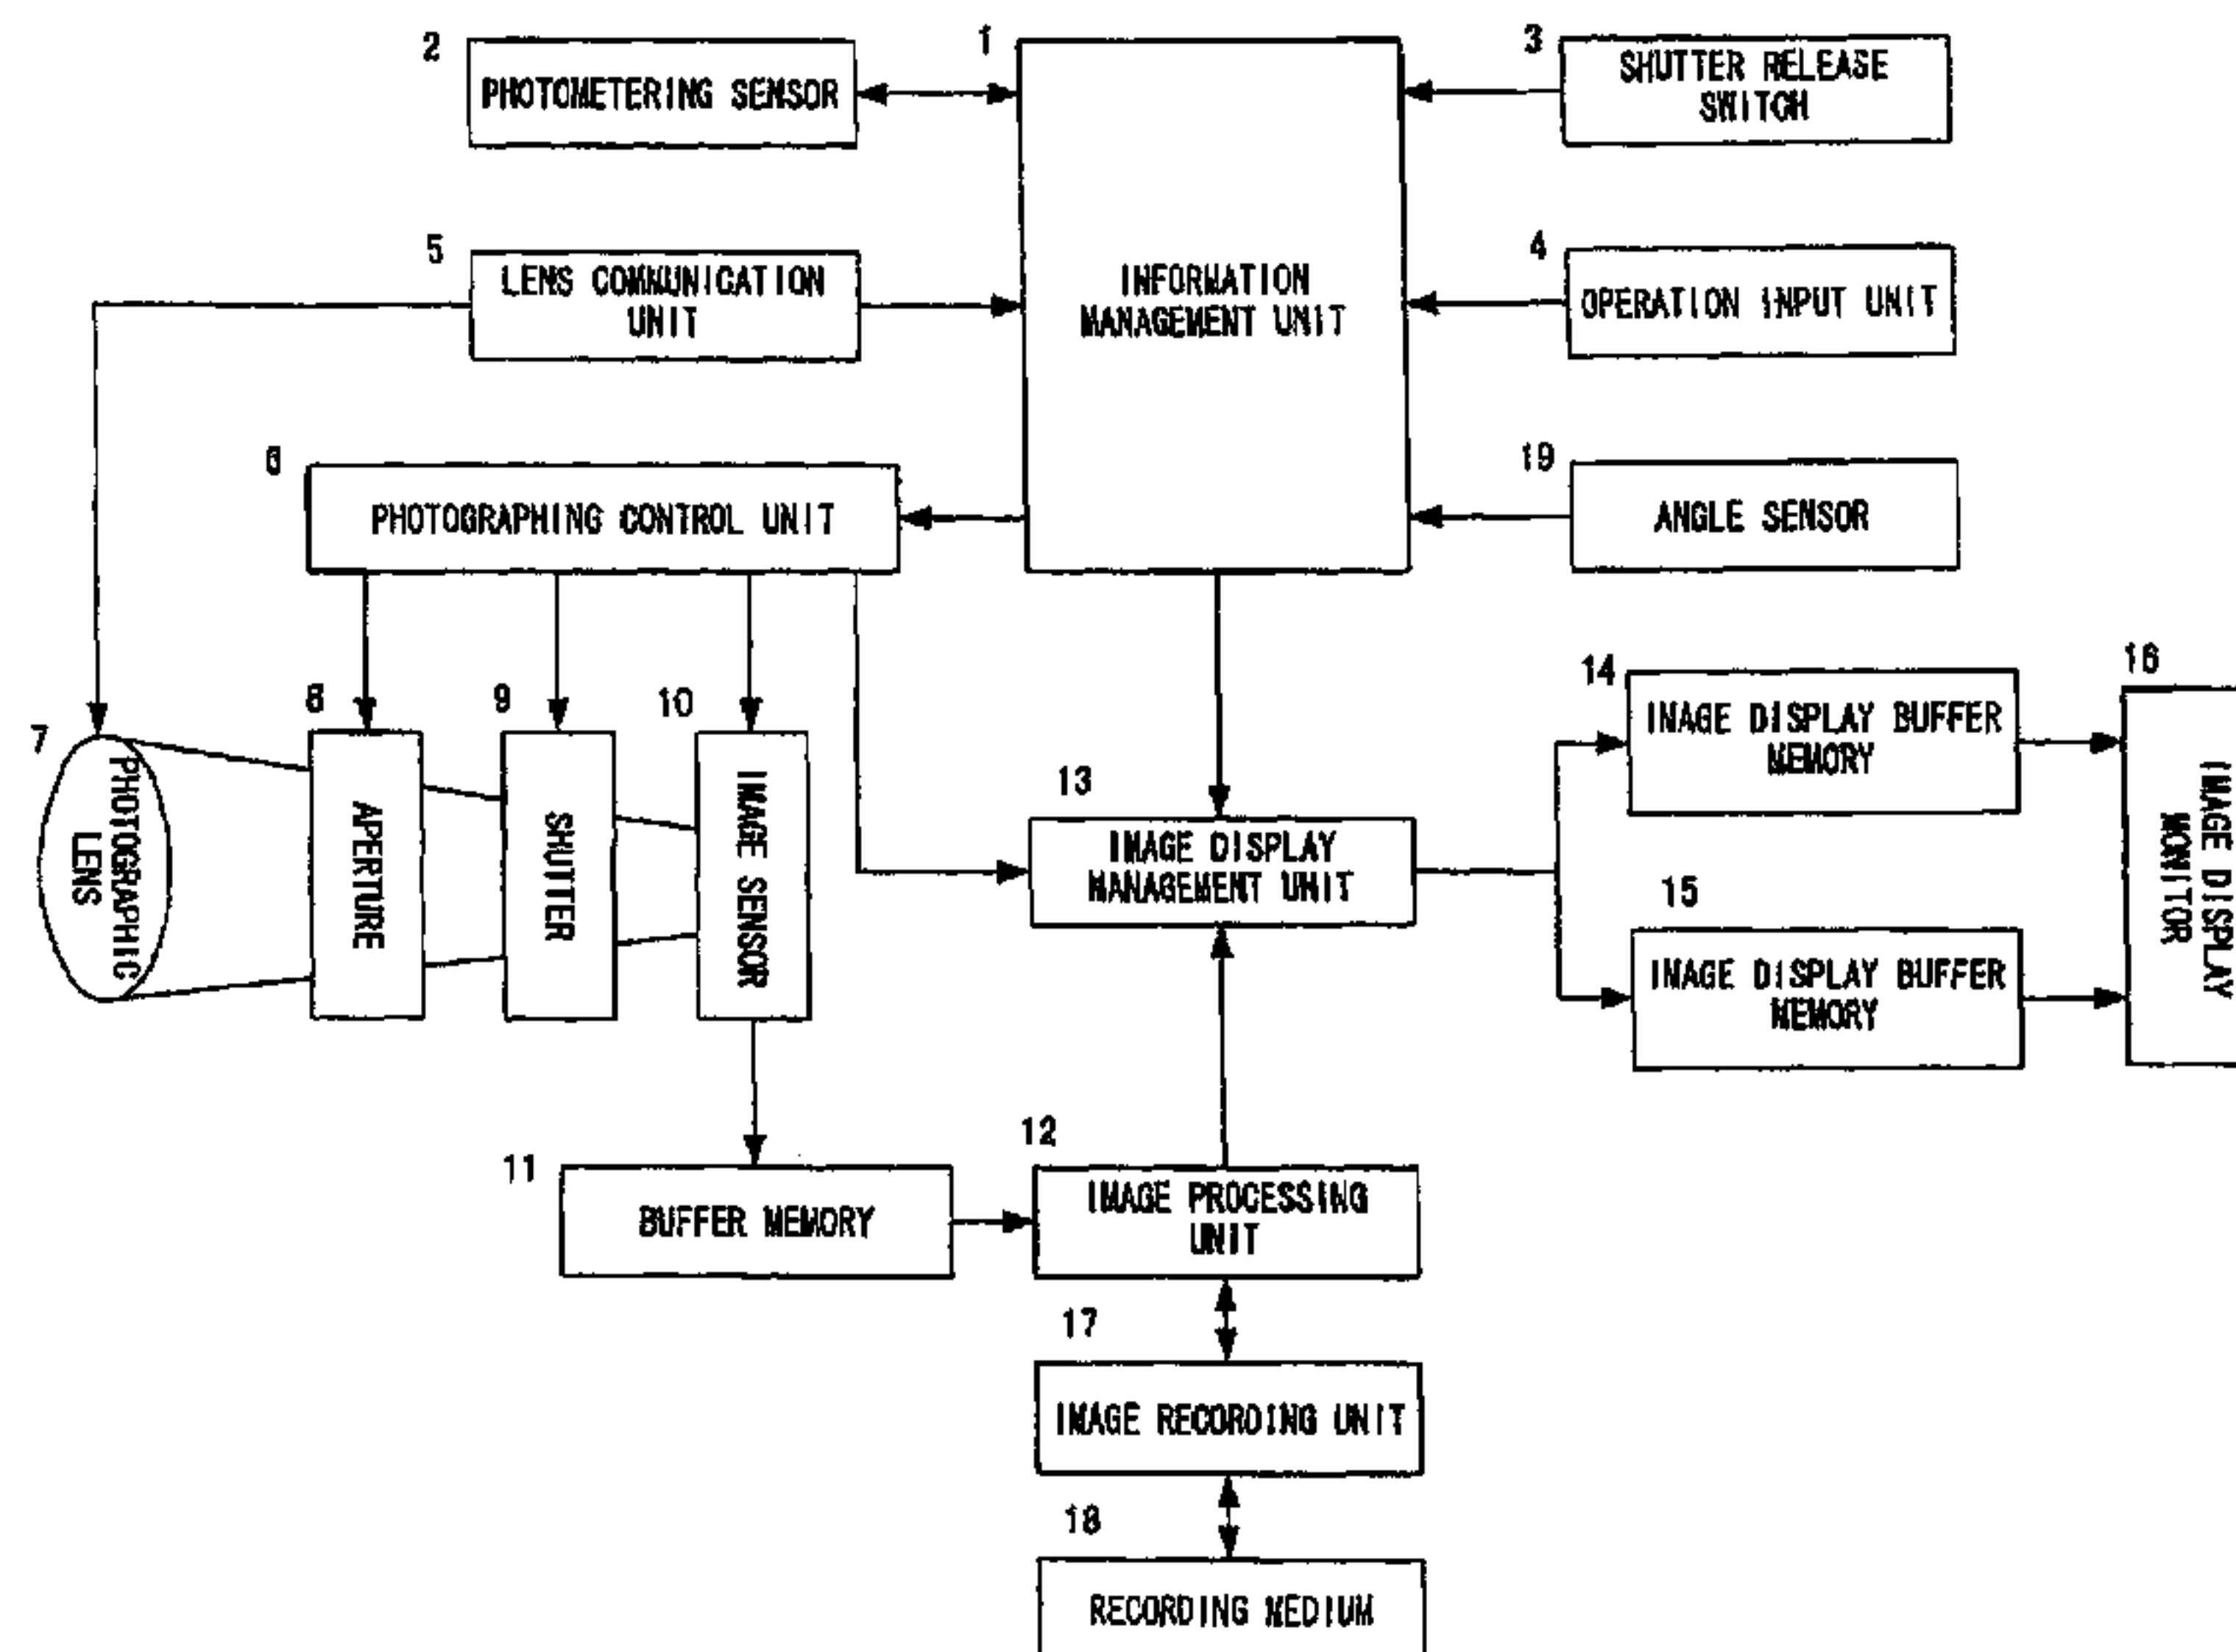 2
PHOTOMETERING SENSOR
1
INFORMATION
MANAGEMENT UNIT
3
SHUTTER RELEASE
SWITCH
5
LENS COMMUNICATION
UNIT
4
OPERATION INPUT UNIT
6
PHOTOGRAPHING CONTROL UNIT
19
ANGLE SENSOR
7
PHOTOGRAPHIC
LENS
8
APERTURE
9
SHUTTER
10
IMAGE SENSOR
13
IMAGE DISPLAY
MANAGEMENT UNIT
14
IMAGE DISPLAY BUFFER
MEMORY
15
IMAGE DISPLAY BUFFER
MEMORY
16
IMAGE DISPLAY
MONITOR
11
BUFFER MEMORY
12
IMAGE PROCESSING
UNIT
17
IMAGE RECORDING UNIT
18
RECORDING MEDIUM